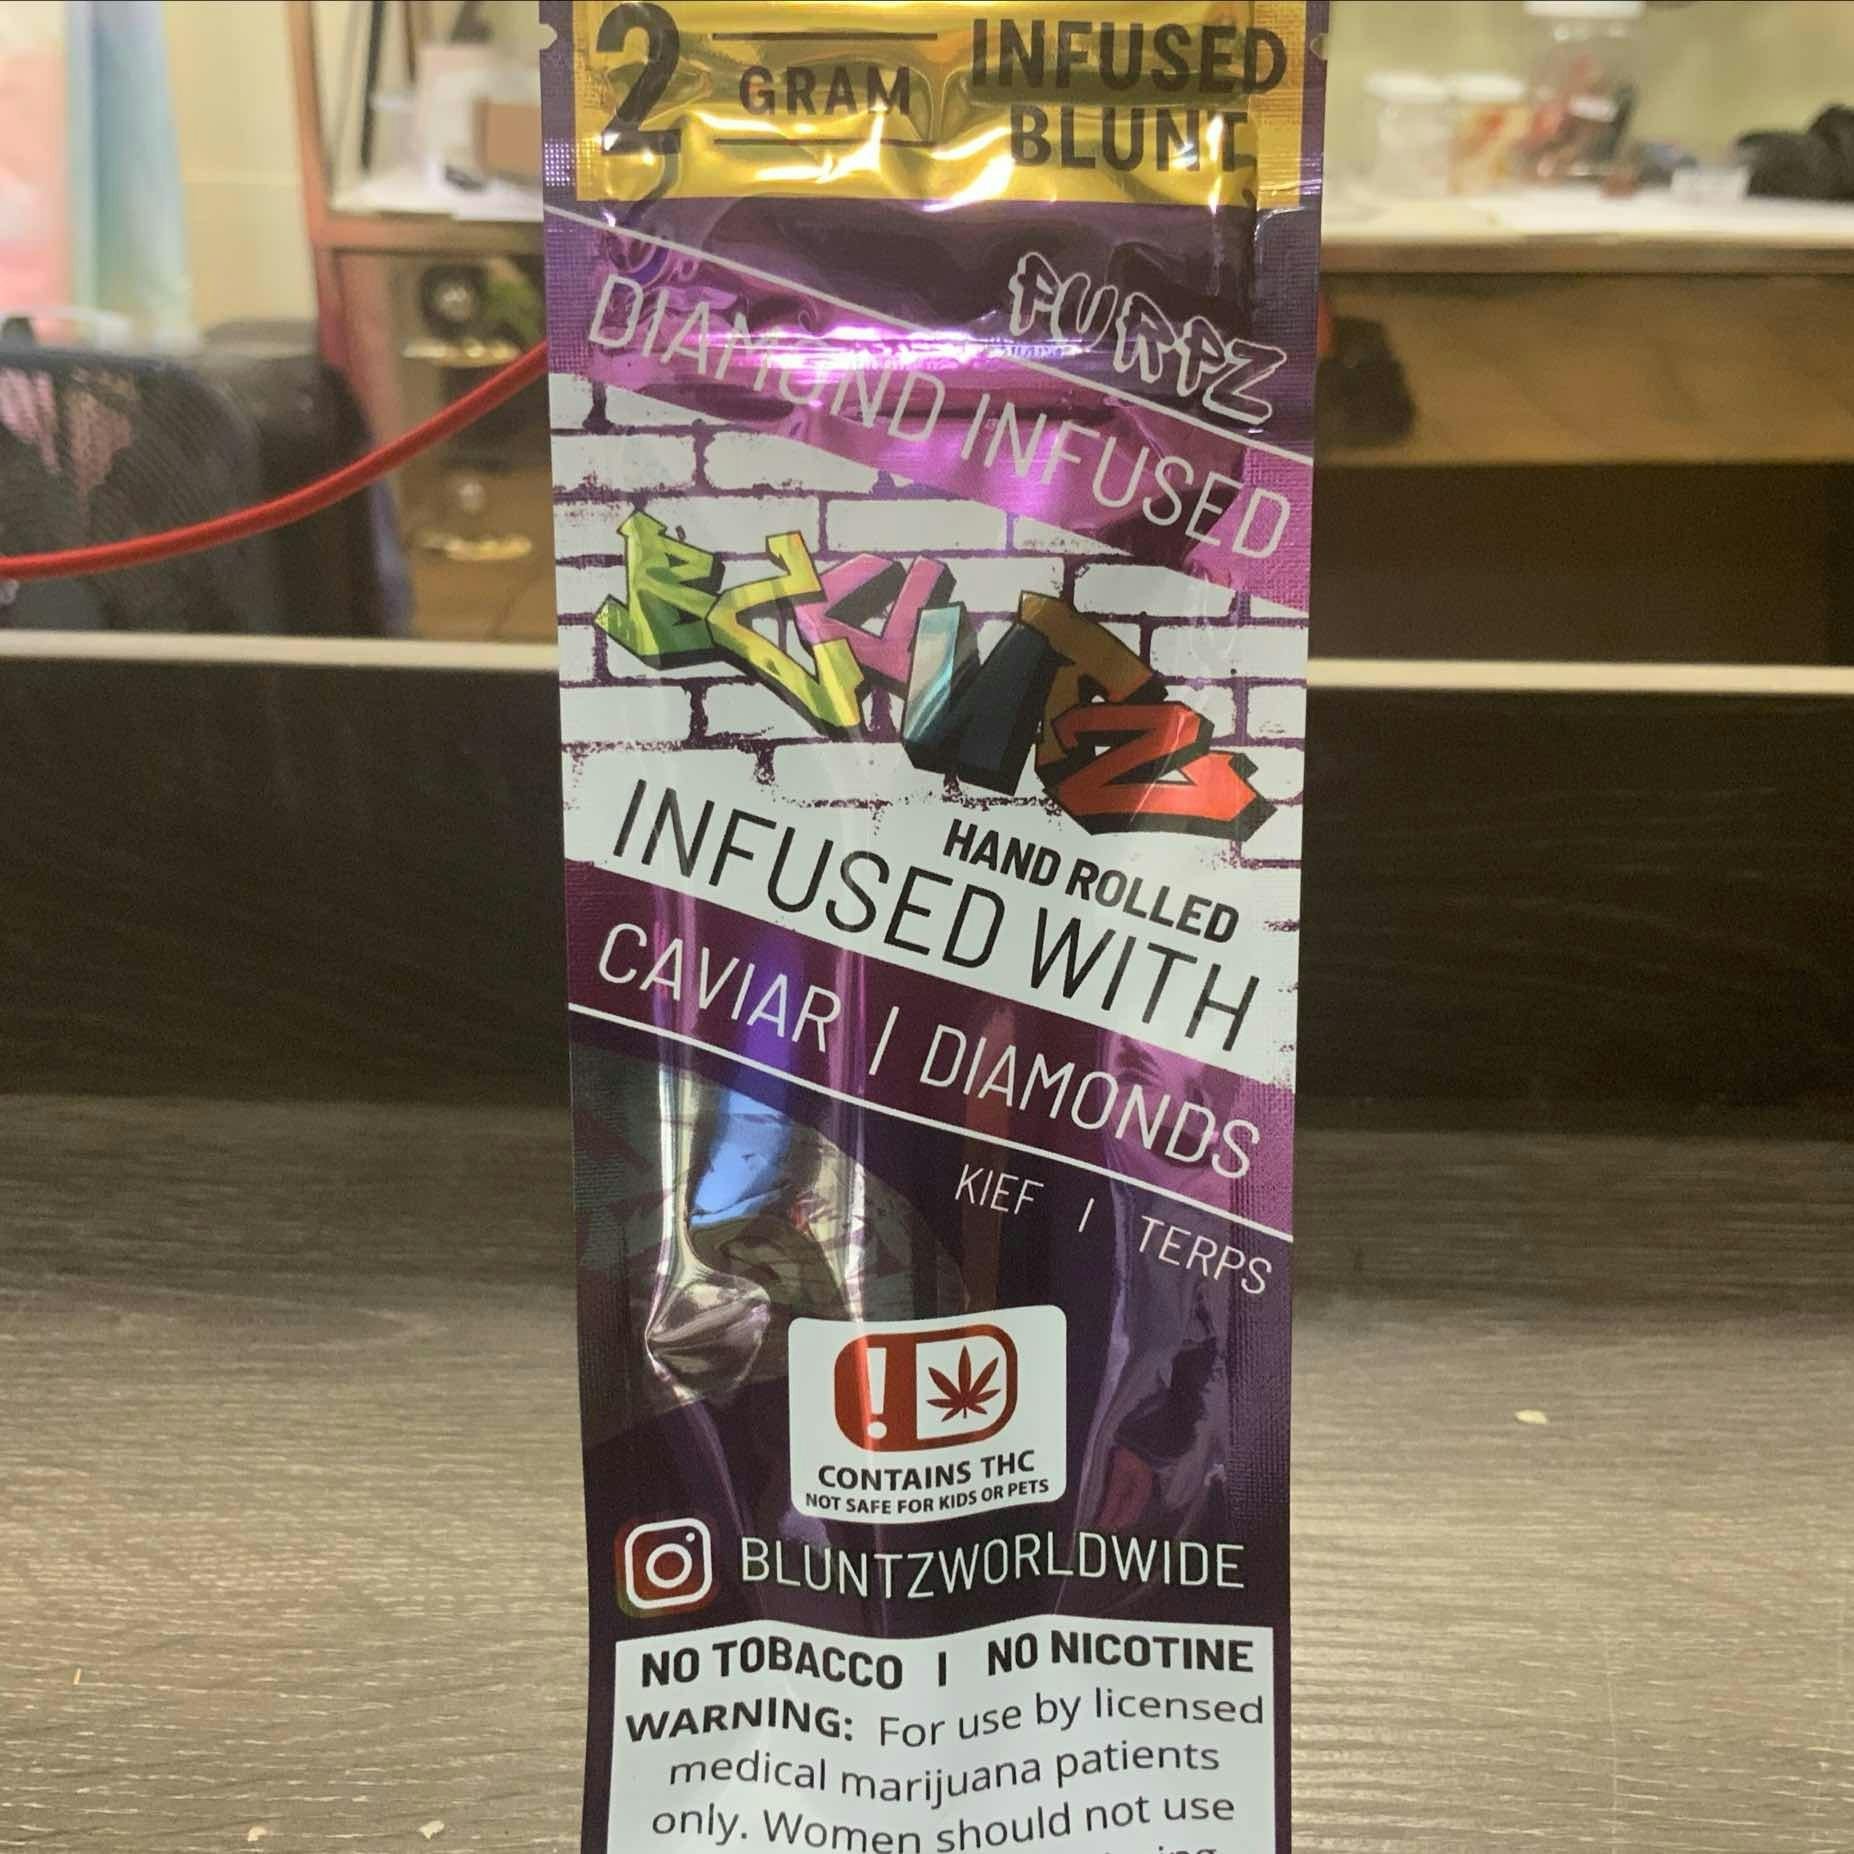 2 GRAM INFUSED BLUNT
FURPZ
DIAMOND INFUSED
HAND ROLLED
INFUSED WITH
CAVIAR | DIAMONDS
KIEF | TERPS
!
CONTAINS THC
NOT SAFE FOR KIDS OR PETS
BLUNTZWORLDWIDE
NO TOBACCO | NO NICOTINE
WARNING: For use by licensed
medical marijuana patients
only. Women should not use